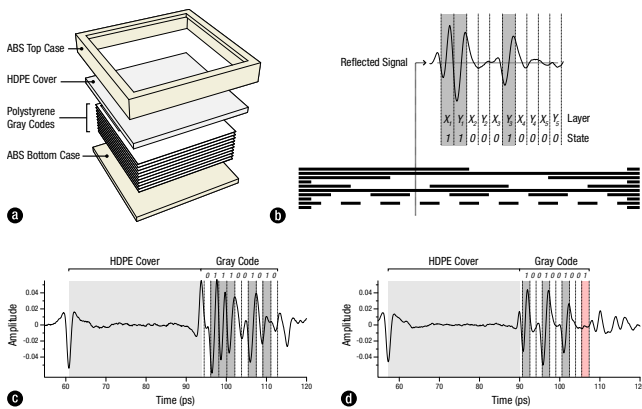 ABS Top Case
HDPE Cover
Polystyrene
Gray Codes
ABS Bottom Case
a
Reflected Signal
X1 Y1 X2 Y2 X3 Y3 X4 Y4 X5 Y5 Layer
1 1 0 0 0 1 0 0 0 0 State
b
HDPE Cover Gray Code
0 1 1 1 0 0 1 0 1 0
0.04
0.02
0
-0.02
-0.04
Amplitude
60 70 80 90 100 110 120
Time (ps)
c
HDPE Cover Gray Code
1 0 0 1 0 0 1 0 0 1
0.04
0.02
0
-0.02
-0.04
Amplitude
60 70 80 90 100 110 120
Time (ps)
d